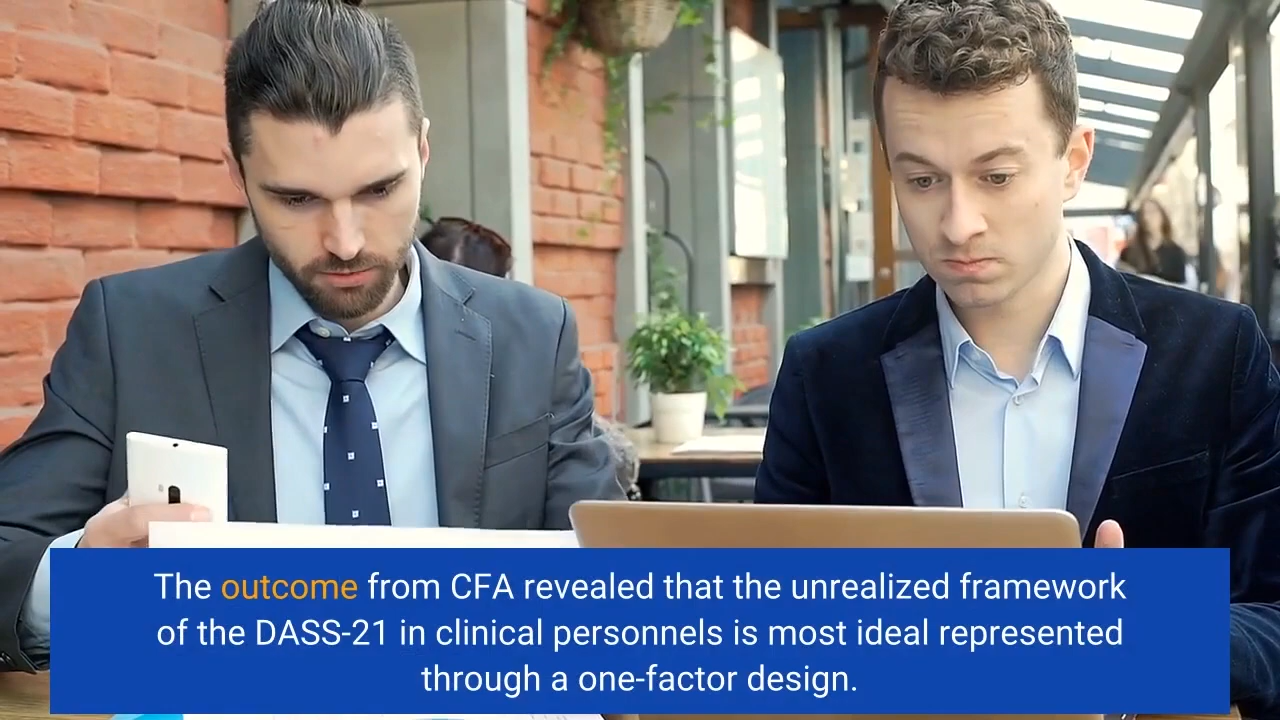 The outcome from CFA revealed that the unrealized framework
of the DASS-21 in clinical personnels is most ideal represented
through a one-factor design.